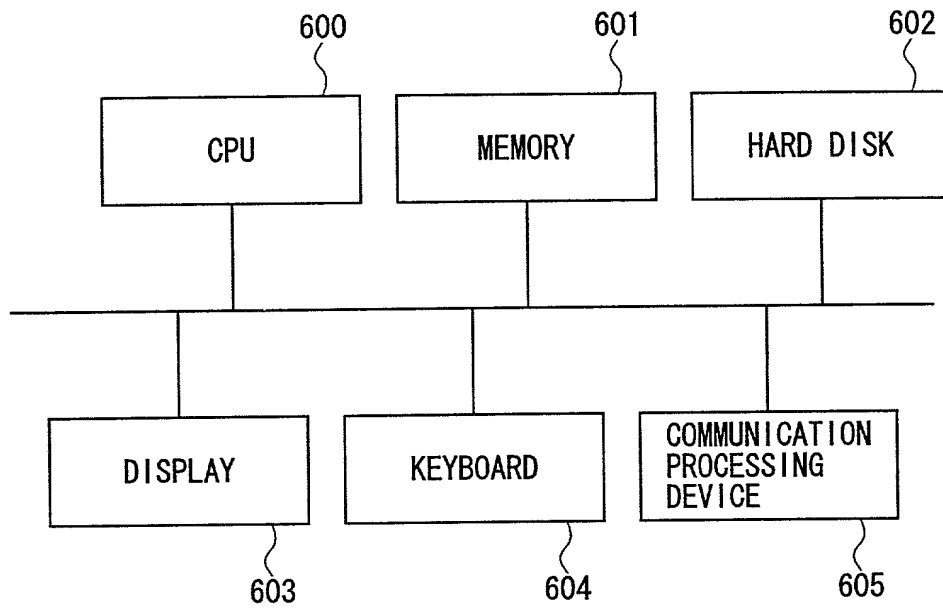 600
601
602
CPU
MEMORY
HARD DISK
DISPLAY
KEYBOARD
COMMUNICATION
PROCESSING
DEVICE
603
604
605